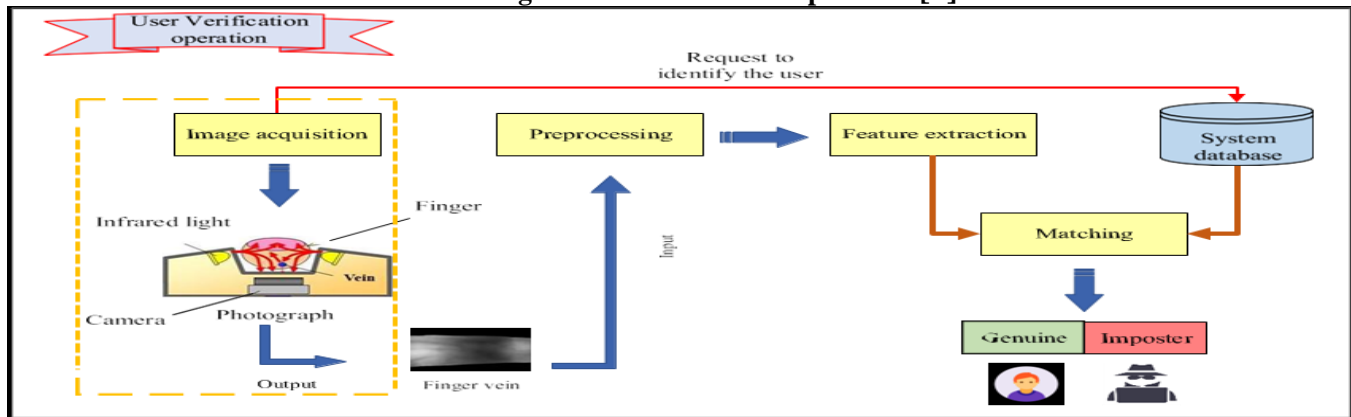 User Verification
operation
Request to
identify the user
Image acquisition
Preprocessing
Feature extraction
System
database
Infrared light
Finger
Vein
Camera
Photograph
Output
Finger vein
Input
Matching
Genuine
Imposter